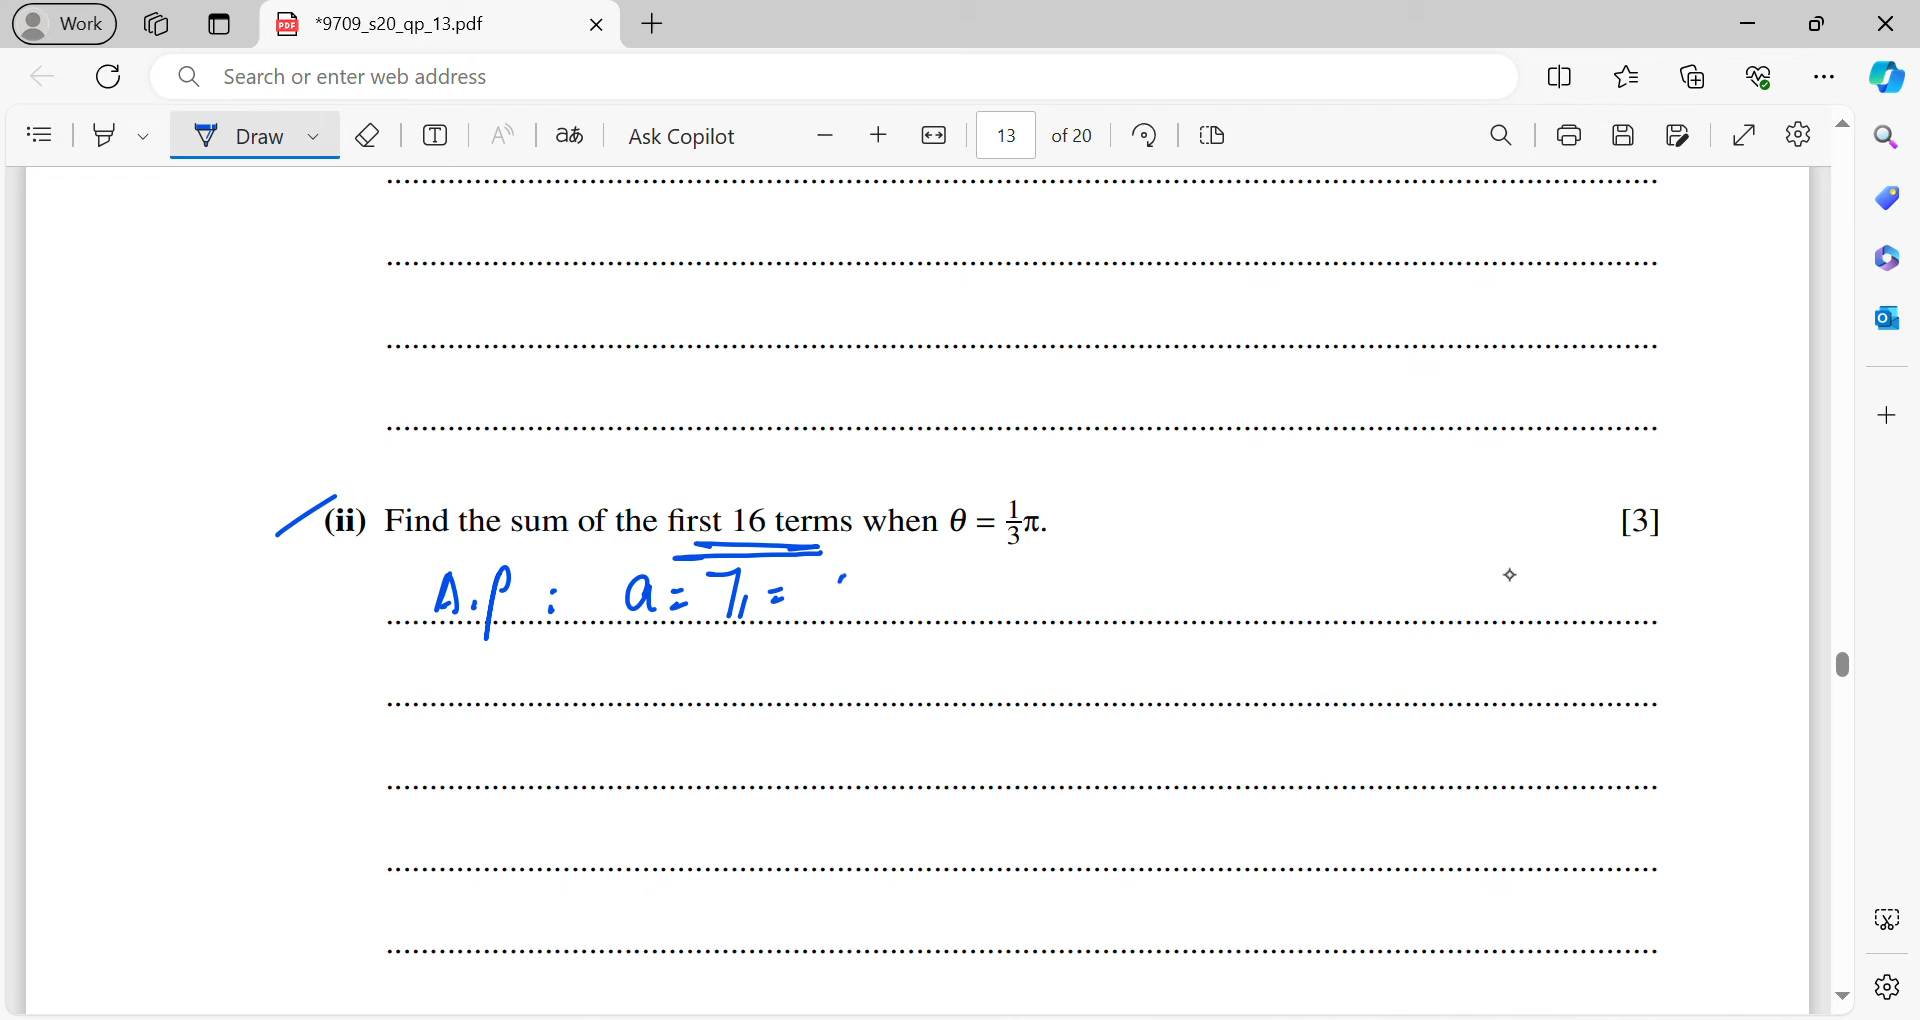 Work
*9709_s20_qp_13.pdf
Search or enter web address
Draw
Ask Copilot
13 of 20
(ii) Find the sum of the first 16 terms when θ = 1/3 π. [3]
A.P : a = T₁ =